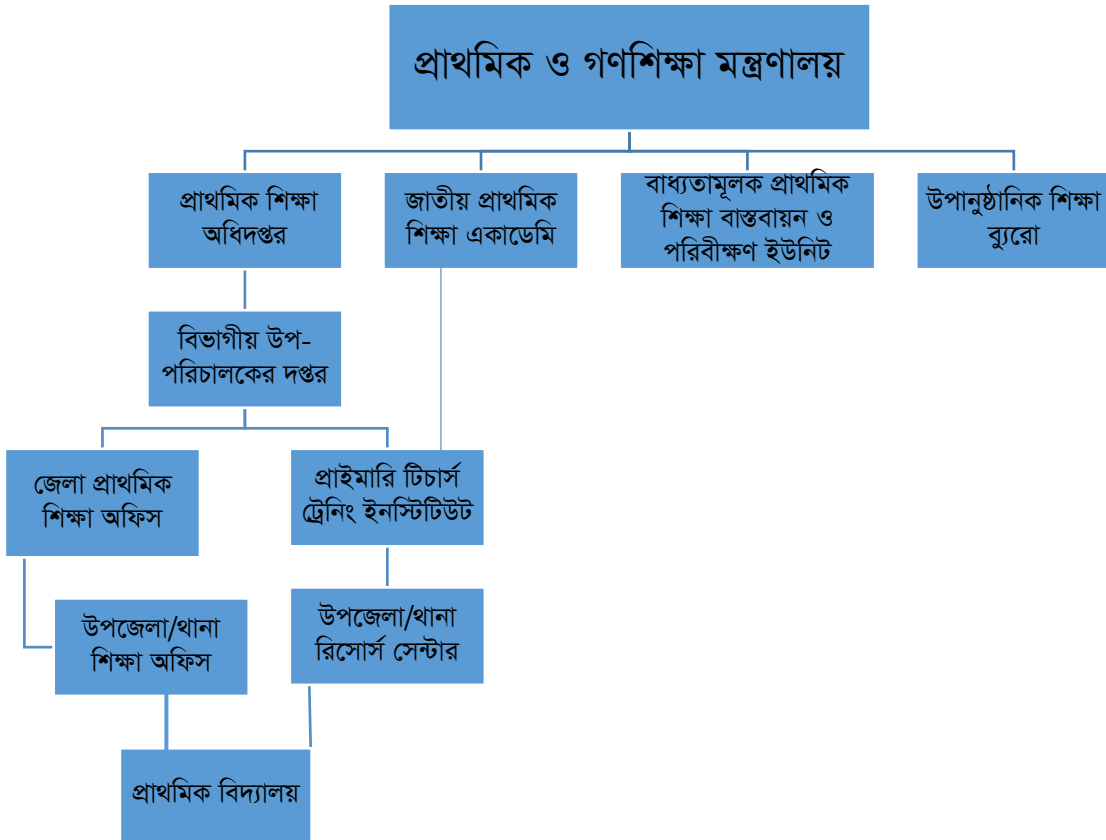 প্রাথমিক ও গণশিক্ষা মন্ত্রণালয়
প্রাথমিক শিক্ষা
অধিদপ্তর
জাতীয় প্রাথমিক
শিক্ষা একাডেমি
বাধ্যতামূলক প্রাথমিক
শিক্ষা বাস্তবায়ন ও
পরিবীক্ষণ ইউনিট
উপানুষ্ঠানিক শিক্ষা
ব্যুরো
বিভাগীয় উপ-
পরিচালকের দপ্তর
জেলা প্রাথমিক
শিক্ষা অফিস
প্রাইমারি টিচার্স
ট্রেনিং ইনস্টিটিউট
উপজেলা/থানা
শিক্ষা অফিস
উপজেলা/থানা
রিসোর্স সেন্টার
প্রাথমিক বিদ্যালয়